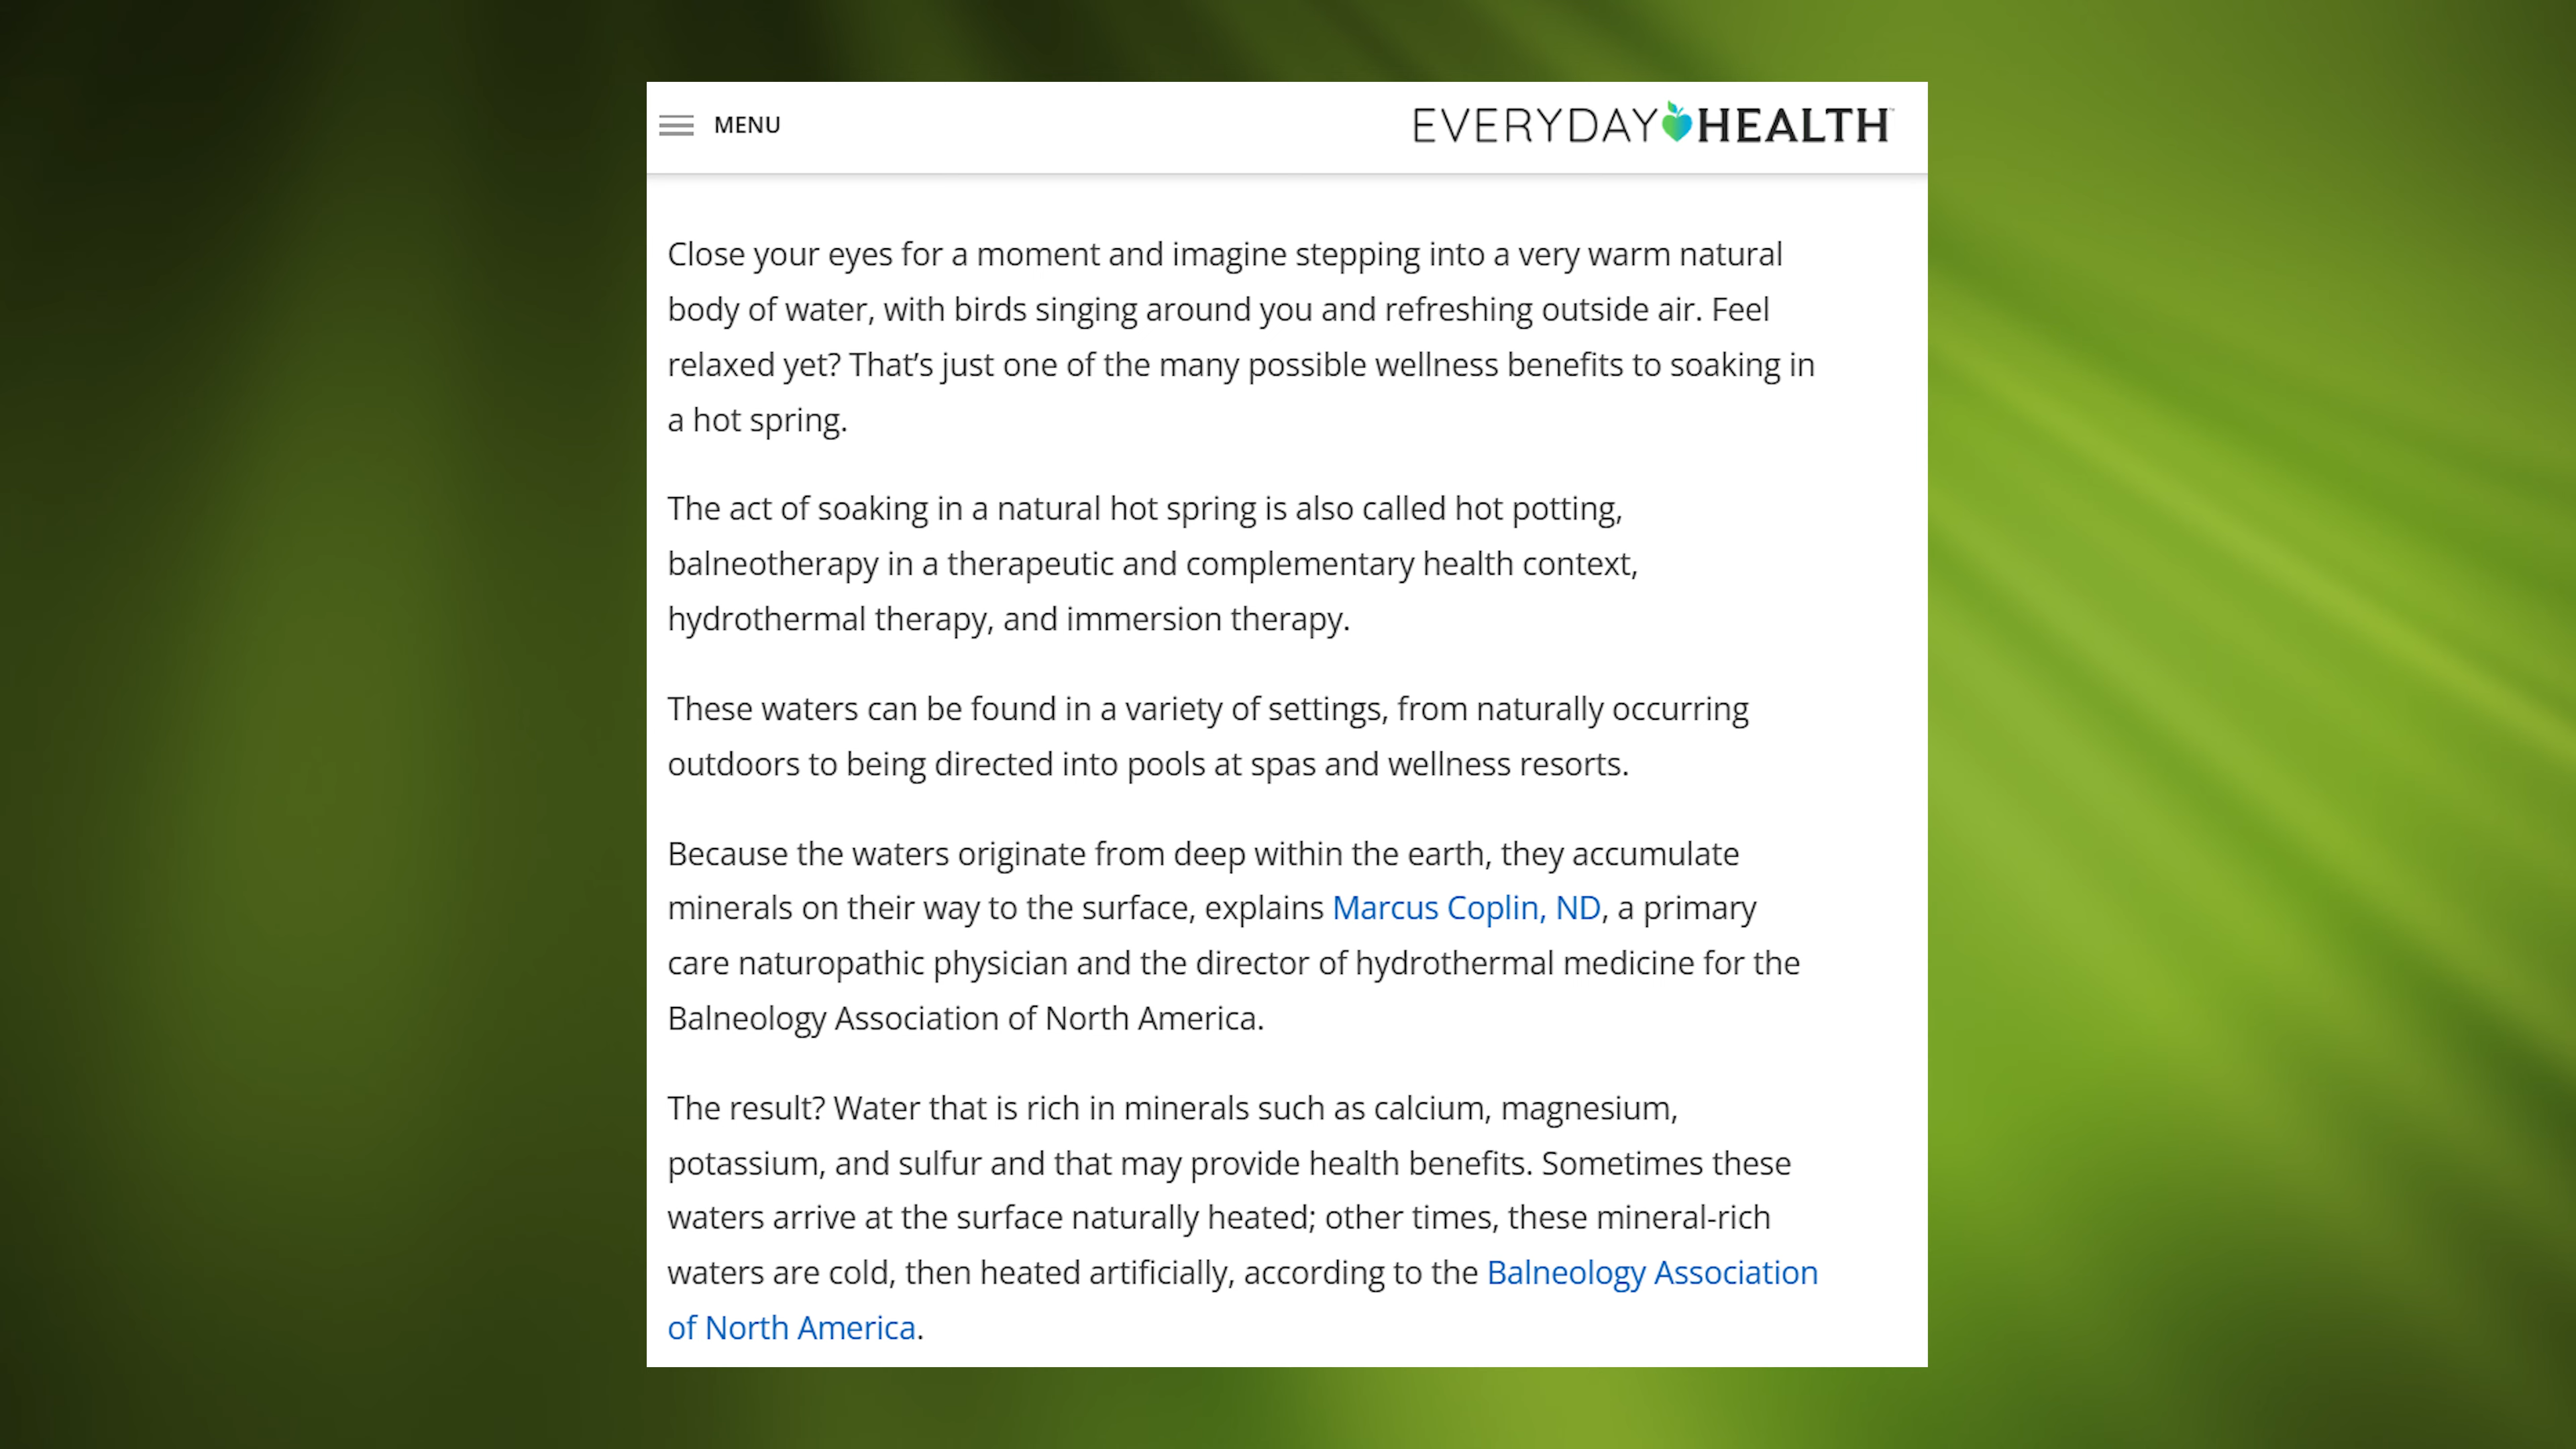 MENU
EVERYDAY HEALTH
Close your eyes for a moment and imagine stepping into a very warm natural
body of water, with birds singing around you and refreshing outside air. Feel
relaxed yet? That’s just one of the many possible wellness benefits to soaking in
a hot spring.
The act of soaking in a natural hot spring is also called hot potting,
balneotherapy in a therapeutic and complementary health context,
hydrothermal therapy, and immersion therapy.
These waters can be found in a variety of settings, from naturally occurring
outdoors to being directed into pools at spas and wellness resorts.
Because the waters originate from deep within the earth, they accumulate
minerals on their way to the surface, explains Marcus Coplin, ND, a primary
care naturopathic physician and the director of hydrothermal medicine for the
Balneology Association of North America.
The result? Water that is rich in minerals such as calcium, magnesium,
potassium, and sulfur and that may provide health benefits. Sometimes these
waters arrive at the surface naturally heated; other times, these mineral-rich
waters are cold, then heated artificially, according to the Balneology Association
of North America.